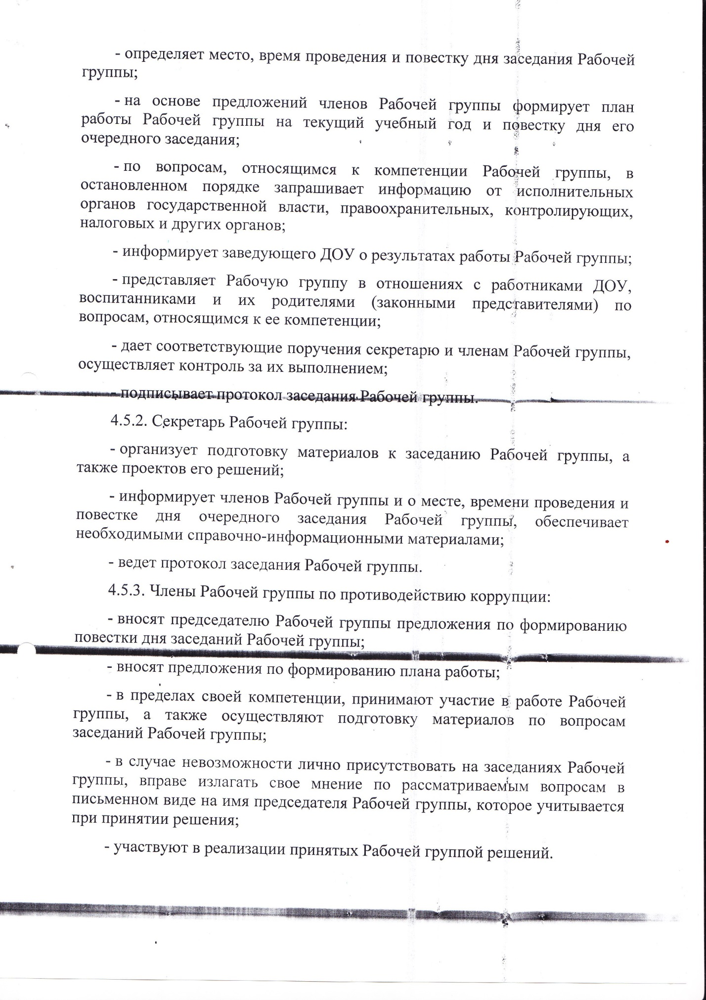 - определяет место, время проведения и повестку дня заседания Рабочей
группы;
- на основе предложений членов Рабочей группы формирует план
работы Рабочей группы на текущий учебный год и повестку дня его
очередного заседания;
- по вопросам, относящимся к компетенции Рабочей группы, в
остановленном порядке запрашивает информацию от исполнительных
органов государственной власти, правоохранительных, контролирующих,
налоговых и других органов;
- информирует заведующего ДОУ о результатах работы Рабочей группы;
- представляет Рабочую группу в отношениях с работниками ДОУ,
воспитанниками и их родителями (законными представителями) по
вопросам, относящимся к ее компетенции;
- дает соответствующие поручения секретарю и членам Рабочей группы,
осуществляет контроль за их выполнением;
- подписывает протокол заседания Рабочей группы.
4.5.2. Секретарь Рабочей группы:
- организует подготовку материалов к заседанию Рабочей группы, а
также проектов его решений;
- информирует членов Рабочей группы и о месте, времени проведения и
повестке дня очередного заседания Рабочей группы, обеспечивает
необходимыми справочно-информационными материалами;
- ведет протокол заседания Рабочей группы.
4.5.3. Члены Рабочей группы по противодействию коррупции:
- вносят председателю Рабочей группы предложения по формированию
повестки дня заседаний Рабочей группы;
- вносят предложения по формированию плана работы;
- в пределах своей компетенции, принимают участие в работе Рабочей
группы, а также осуществляют подготовку материалов по вопросам
заседаний Рабочей группы;
- в случае невозможности лично присутствовать на заседаниях Рабочей
группы, вправе излагать свое мнение по рассматриваемым вопросам в
письменном виде на имя председателя Рабочей группы, которое учитывается
при принятии решения;
- участвуют в реализации принятых Рабочей группой решений.